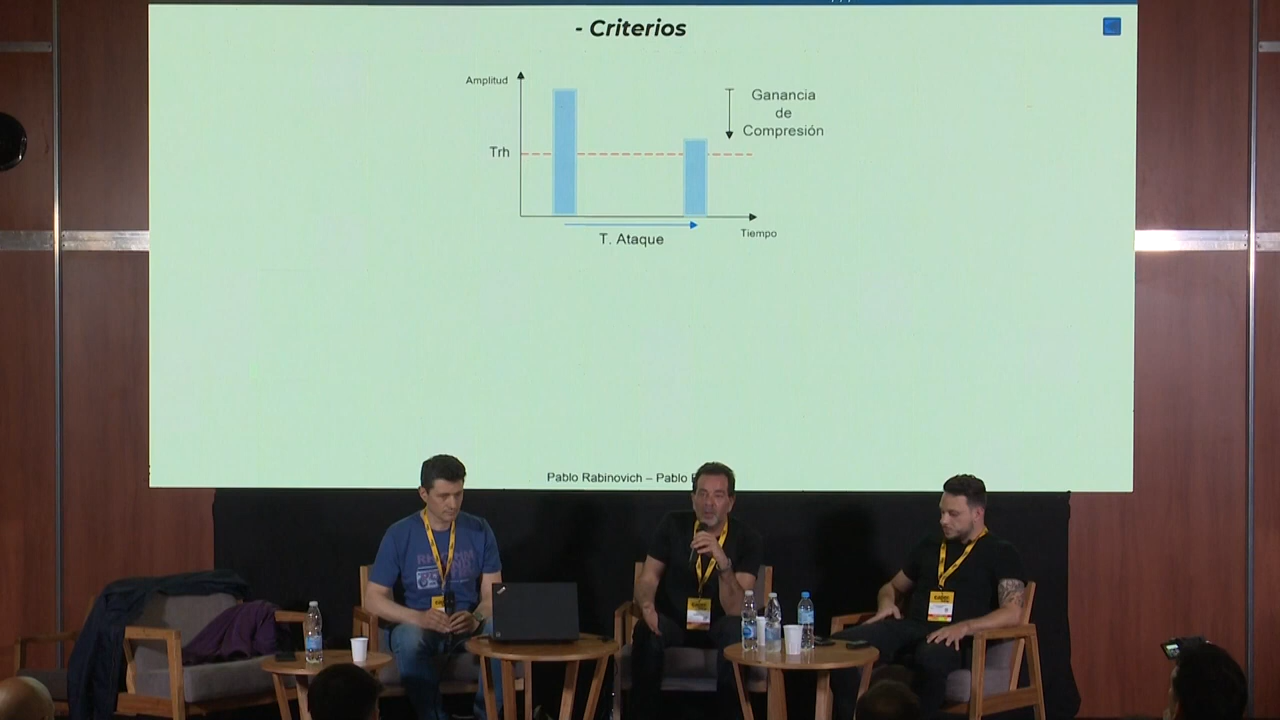 - Criterios
Amplitud
Ganancia
de
Compresión
Trh
T. Ataque
Tiempo
Pablo Rabinovich – Pablo